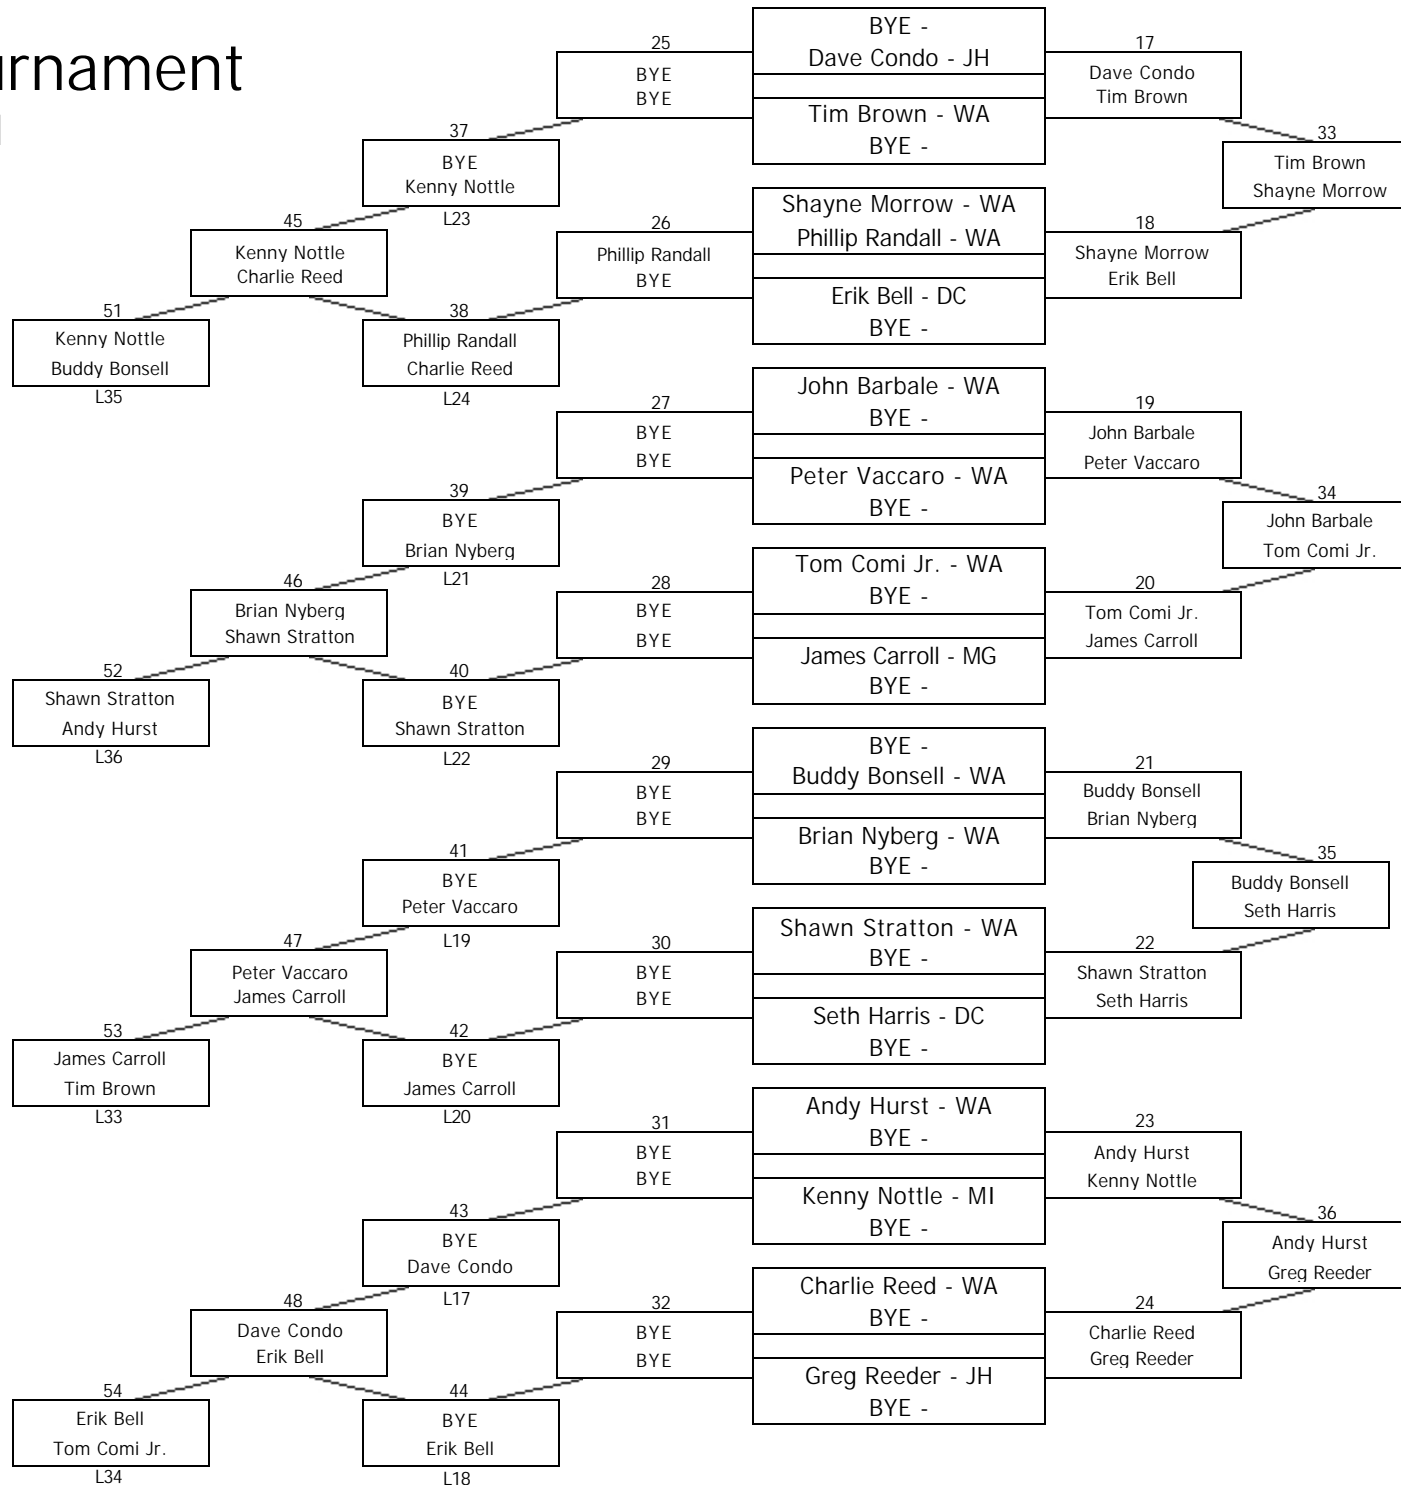 urnament
25
BYE
BYE
BYE -
Dave Condo - JH
Tim Brown - WA
BYE -
17
Dave Condo
Tim Brown
37
BYE
Kenny Nottle
L23
33
Tim Brown
Shayne Morrow
45
Kenny Nottle
Charlie Reed
26
Phillip Randall
BYE
Shayne Morrow - WA
Phillip Randall - WA
Erik Bell - DC
BYE -
18
Shayne Morrow
Erik Bell
51
Kenny Nottle
Buddy Bonsell
L35
38
Phillip Randall
Charlie Reed
L24
27
BYE
BYE
John Barbale - WA
BYE -
Peter Vaccaro - WA
BYE -
19
John Barbale
Peter Vaccaro
39
BYE
Brian Nyberg
L21
34
John Barbale
Tom Comi Jr.
46
Brian Nyberg
Shawn Stratton
28
BYE
BYE
Tom Comi Jr. - WA
BYE -
James Carroll - MG
BYE -
20
Tom Comi Jr.
James Carroll
52
Shawn Stratton
Andy Hurst
L36
40
BYE
Shawn Stratton
L22
29
BYE
BYE
BYE -
Buddy Bonsell - WA
Brian Nyberg - WA
BYE -
21
Buddy Bonsell
Brian Nyberg
41
BYE
Peter Vaccaro
L19
35
Buddy Bonsell
Seth Harris
47
Peter Vaccaro
James Carroll
30
BYE
BYE
Shawn Stratton - WA
BYE -
Seth Harris - DC
BYE -
22
Shawn Stratton
Seth Harris
53
James Carroll
Tim Brown
L33
42
BYE
James Carroll
L20
31
BYE
BYE
Andy Hurst - WA
BYE -
Kenny Nottle - MI
BYE -
23
Andy Hurst
Kenny Nottle
43
BYE
Dave Condo
L17
36
Andy Hurst
Greg Reeder
48
Dave Condo
Erik Bell
32
BYE
BYE
Charlie Reed - WA
BYE -
Greg Reeder - JH
BYE -
24
Charlie Reed
Greg Reeder
54
Erik Bell
Tom Comi Jr.
L34
44
BYE
Erik Bell
L18